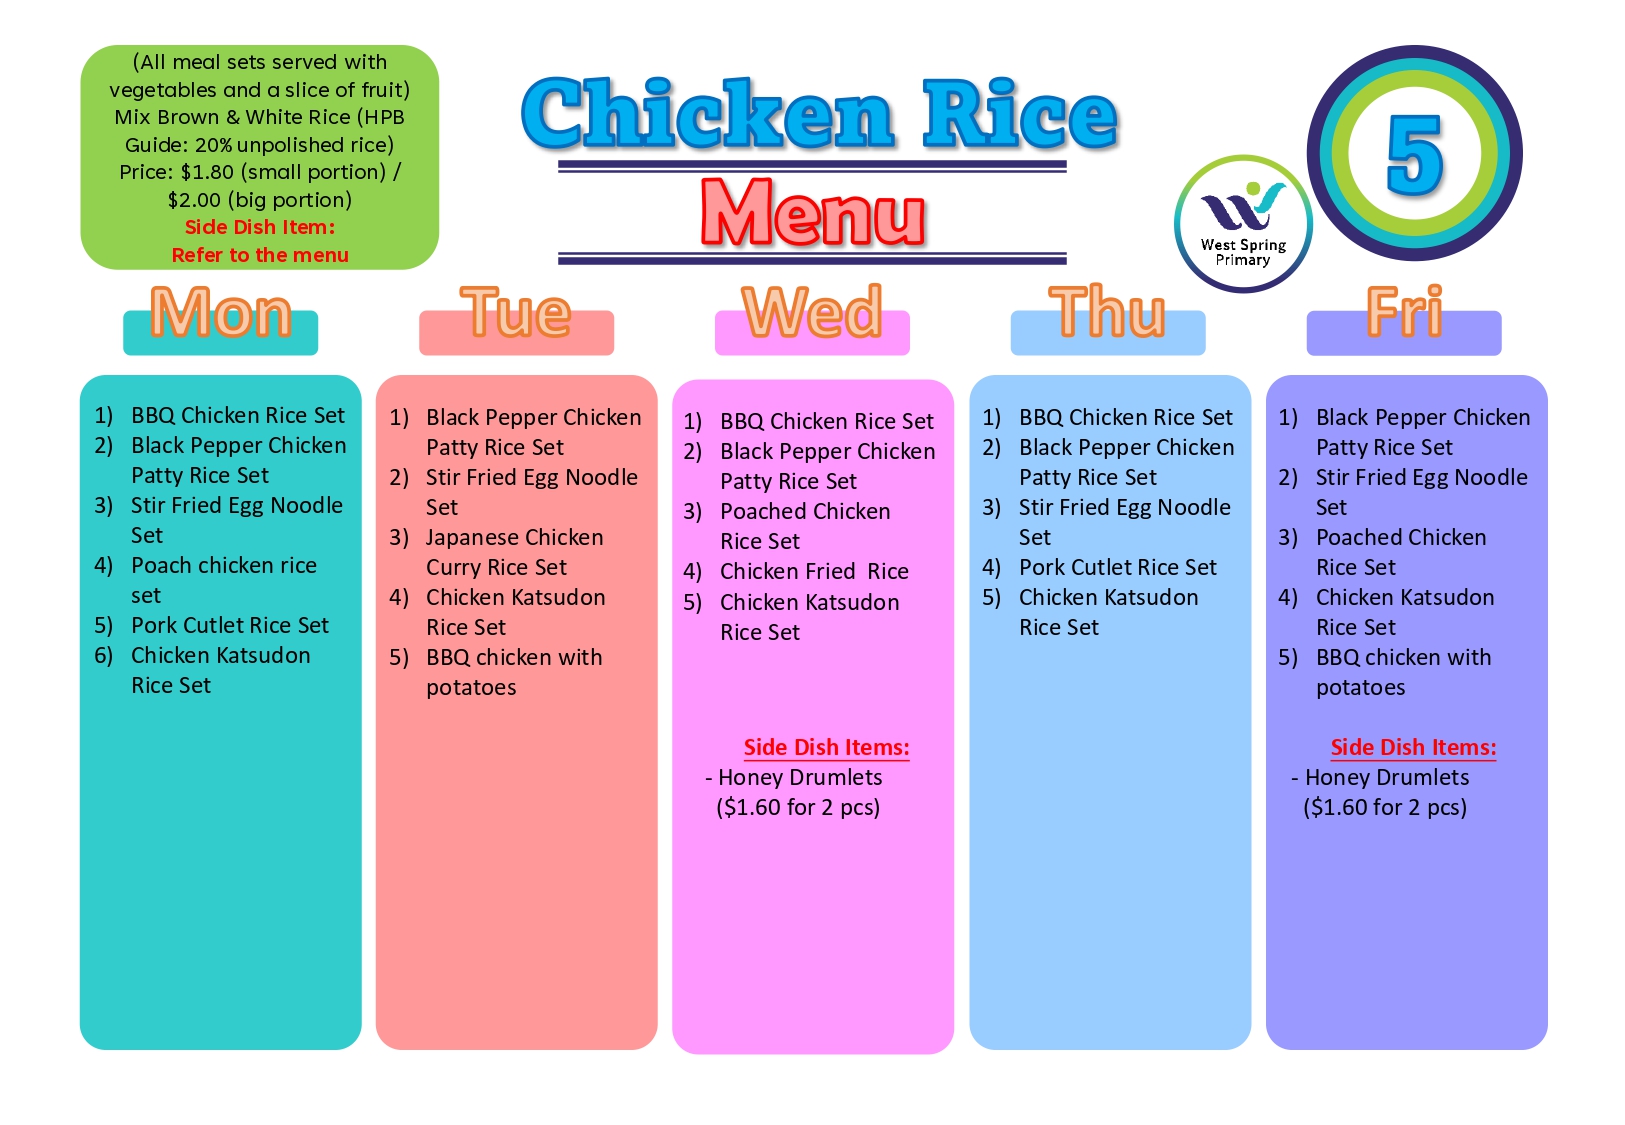 (All meal sets served with
vegetables and a slice of fruit)
Mix Brown & White Rice (HPB
Guide: 20% unpolished rice)
Price: $1.80 (small portion) /
$2.00 (big portion)
Side Dish Item:
Refer to the menu
Chicken Rice
Menu
West Spring
Primary
5
Mon
1) BBQ Chicken Rice Set
2) Black Pepper Chicken
Patty Rice Set
3) Stir Fried Egg Noodle
Set
4) Poach chicken rice
set
5) Pork Cutlet Rice Set
6) Chicken Katsudon
Rice Set
Tue
1) Black Pepper Chicken
Patty Rice Set
2) Stir Fried Egg Noodle
Set
3) Japanese Chicken
Curry Rice Set
4) Chicken Katsudon
Rice Set
5) BBQ chicken with
potatoes
Wed
1) BBQ Chicken Rice Set
2) Black Pepper Chicken
Patty Rice Set
3) Poached Chicken
Rice Set
4) Chicken Fried  Rice
5) Chicken Katsudon
Rice Set
Side Dish Items:
- Honey Drumlets
($1.60 for 2 pcs)
Thu
1) BBQ Chicken Rice Set
2) Black Pepper Chicken
Patty Rice Set
3) Stir Fried Egg Noodle
Set
4) Pork Cutlet Rice Set
5) Chicken Katsudon
Rice Set
Fri
1) Black Pepper Chicken
Patty Rice Set
2) Stir Fried Egg Noodle
Set
3) Poached Chicken
Rice Set
4) Chicken Katsudon
Rice Set
5) BBQ chicken with
potatoes
Side Dish Items:
- Honey Drumlets
($1.60 for 2 pcs)